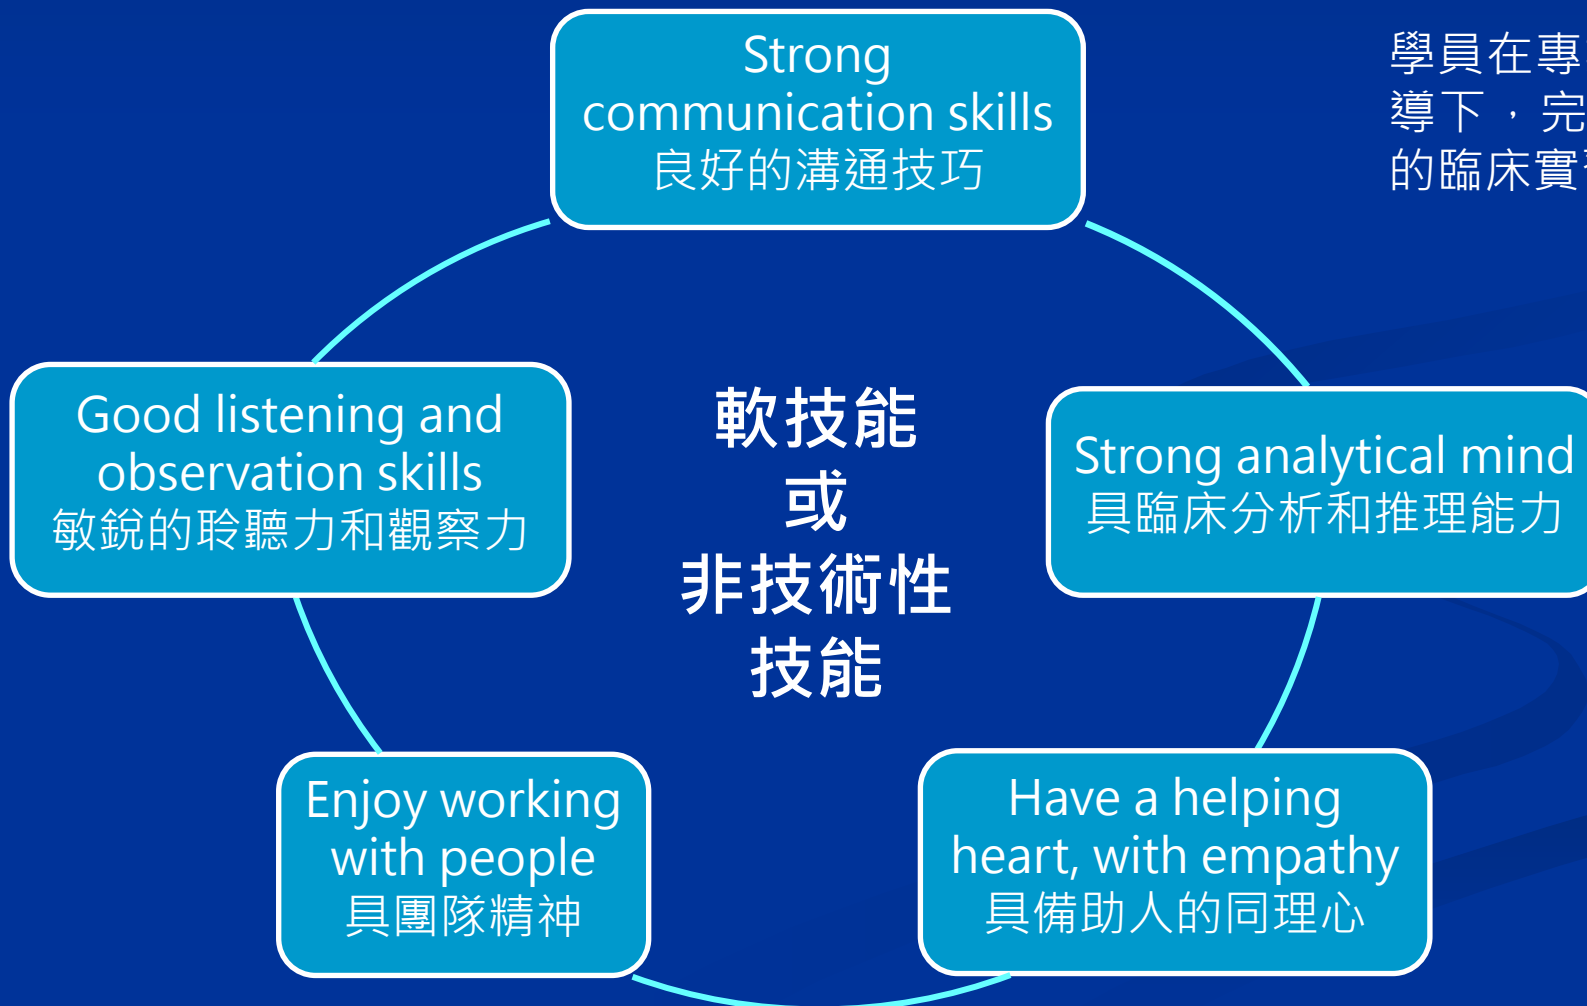 Strong
communication skills
良好的溝通技巧
學員在專
導下，完
的臨床實
Good listening and
observation skills
敏銳的聆聽力和觀察力
軟技能
或
非技術性
技能
Strong analytical mind
具臨床分析和推理能力
Enjoy working
with people
具團隊精神
Have a helping
heart, with empathy
具備助人的同理心